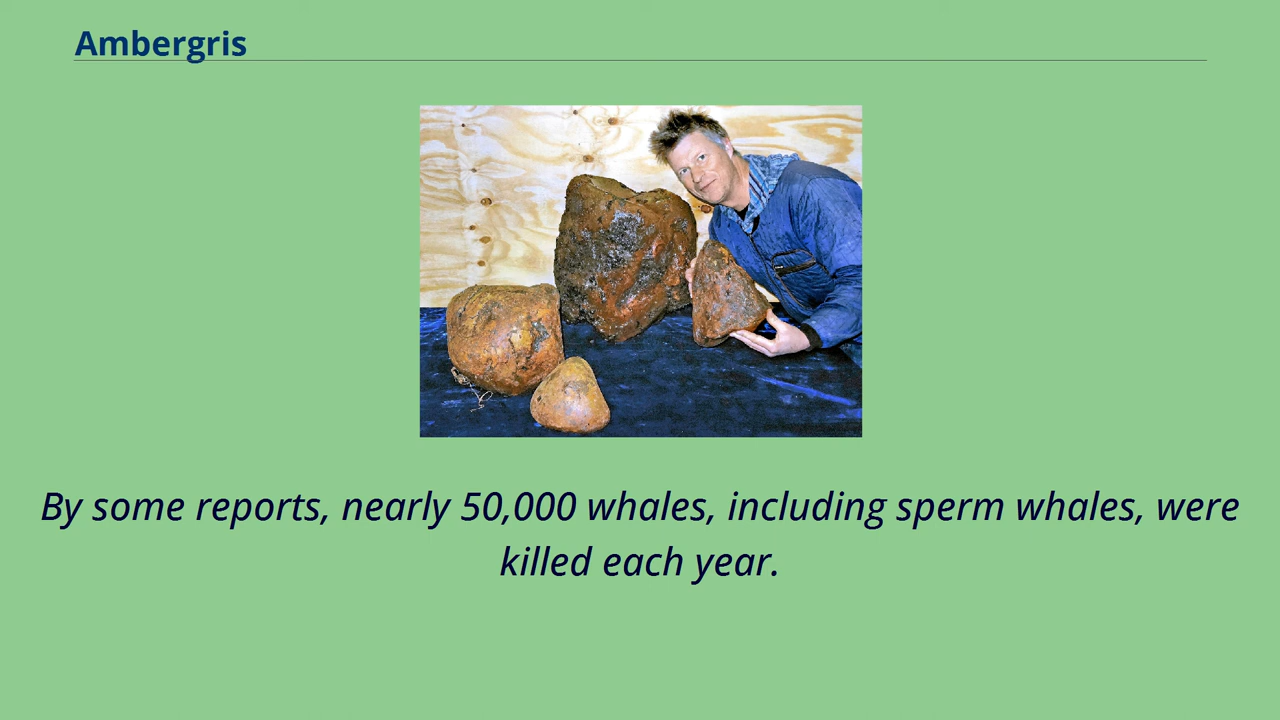 Ambergris
By some reports, nearly 50,000 whales, including sperm whales, were
killed each year.